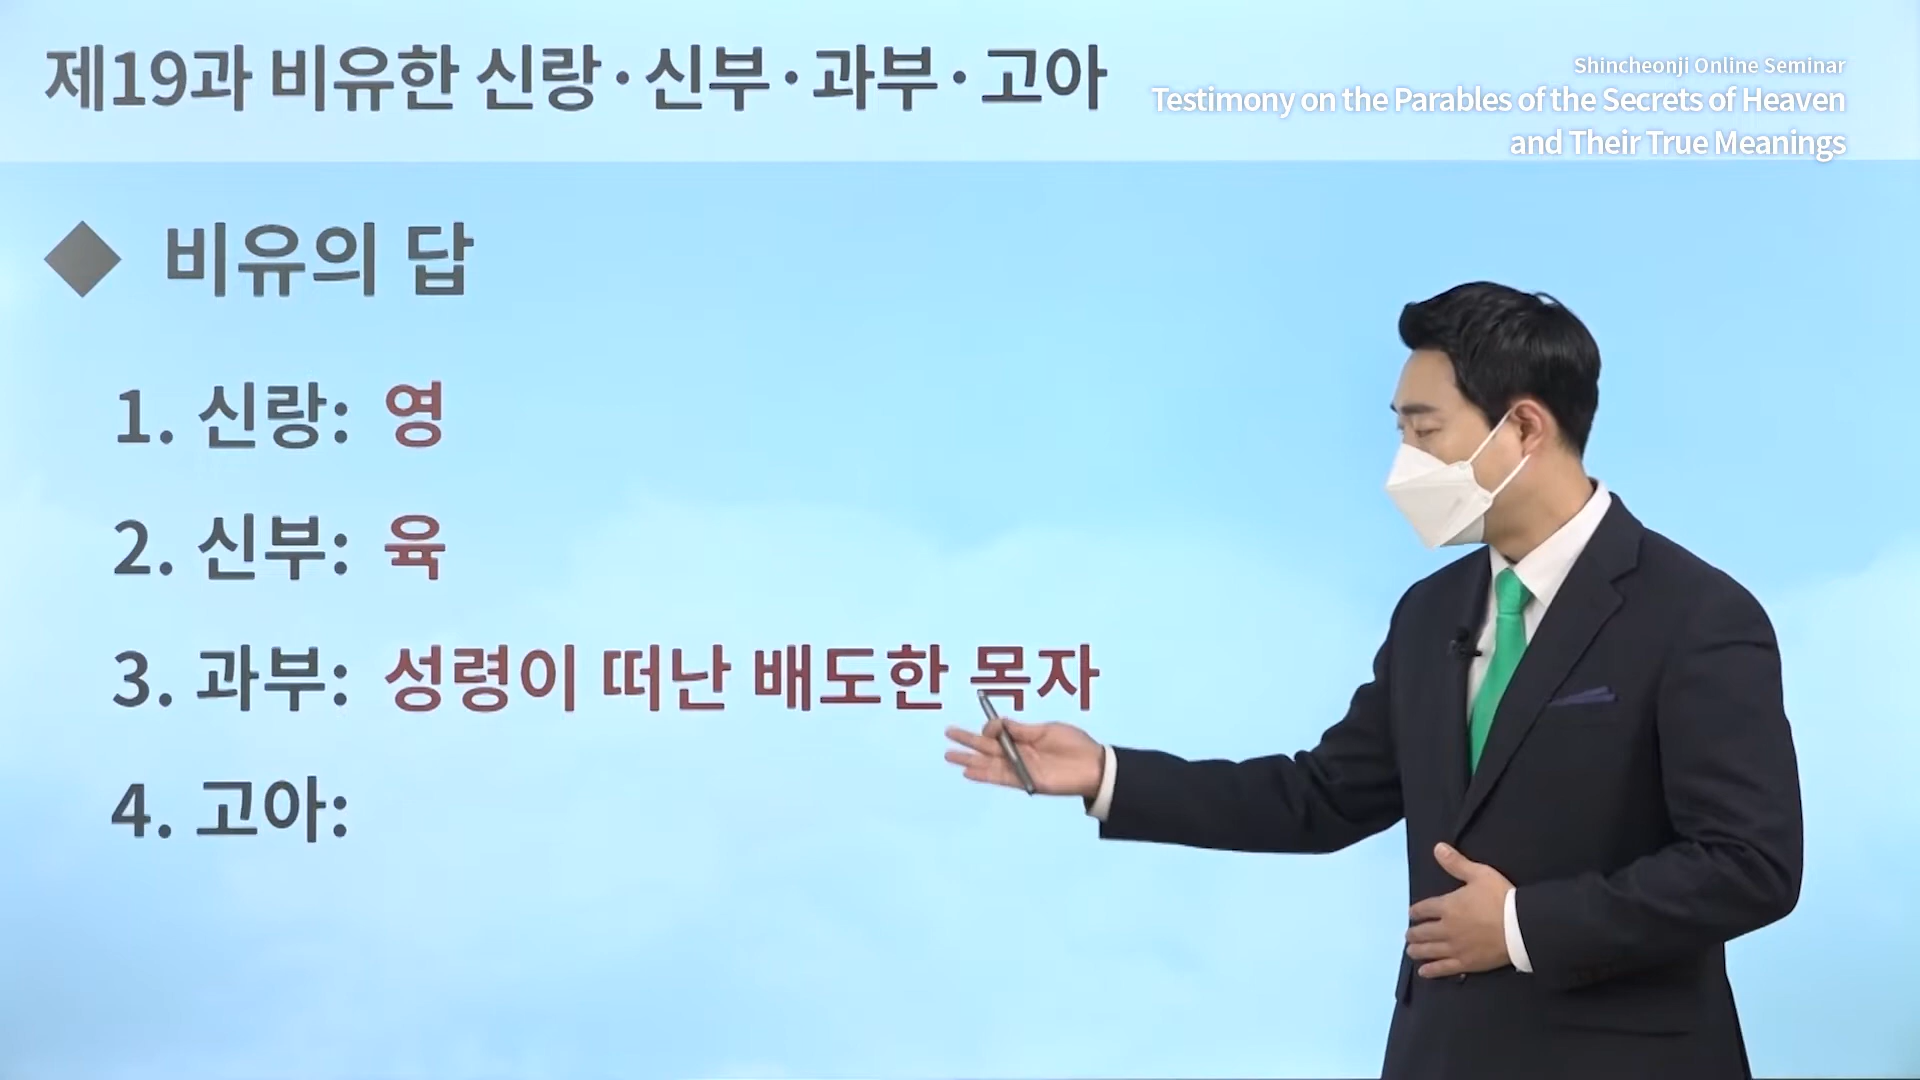 제19과 비유한 신랑·신부·과부·고아
Shincheonji Online Seminar
Testimony on the Parables of the Secrets of Heaven
and Their True Meanings
◆ 비유의 답
1. 신랑: 영
2. 신부: 육
3. 과부: 성령이 떠난 배도한 목자
4. 고아: